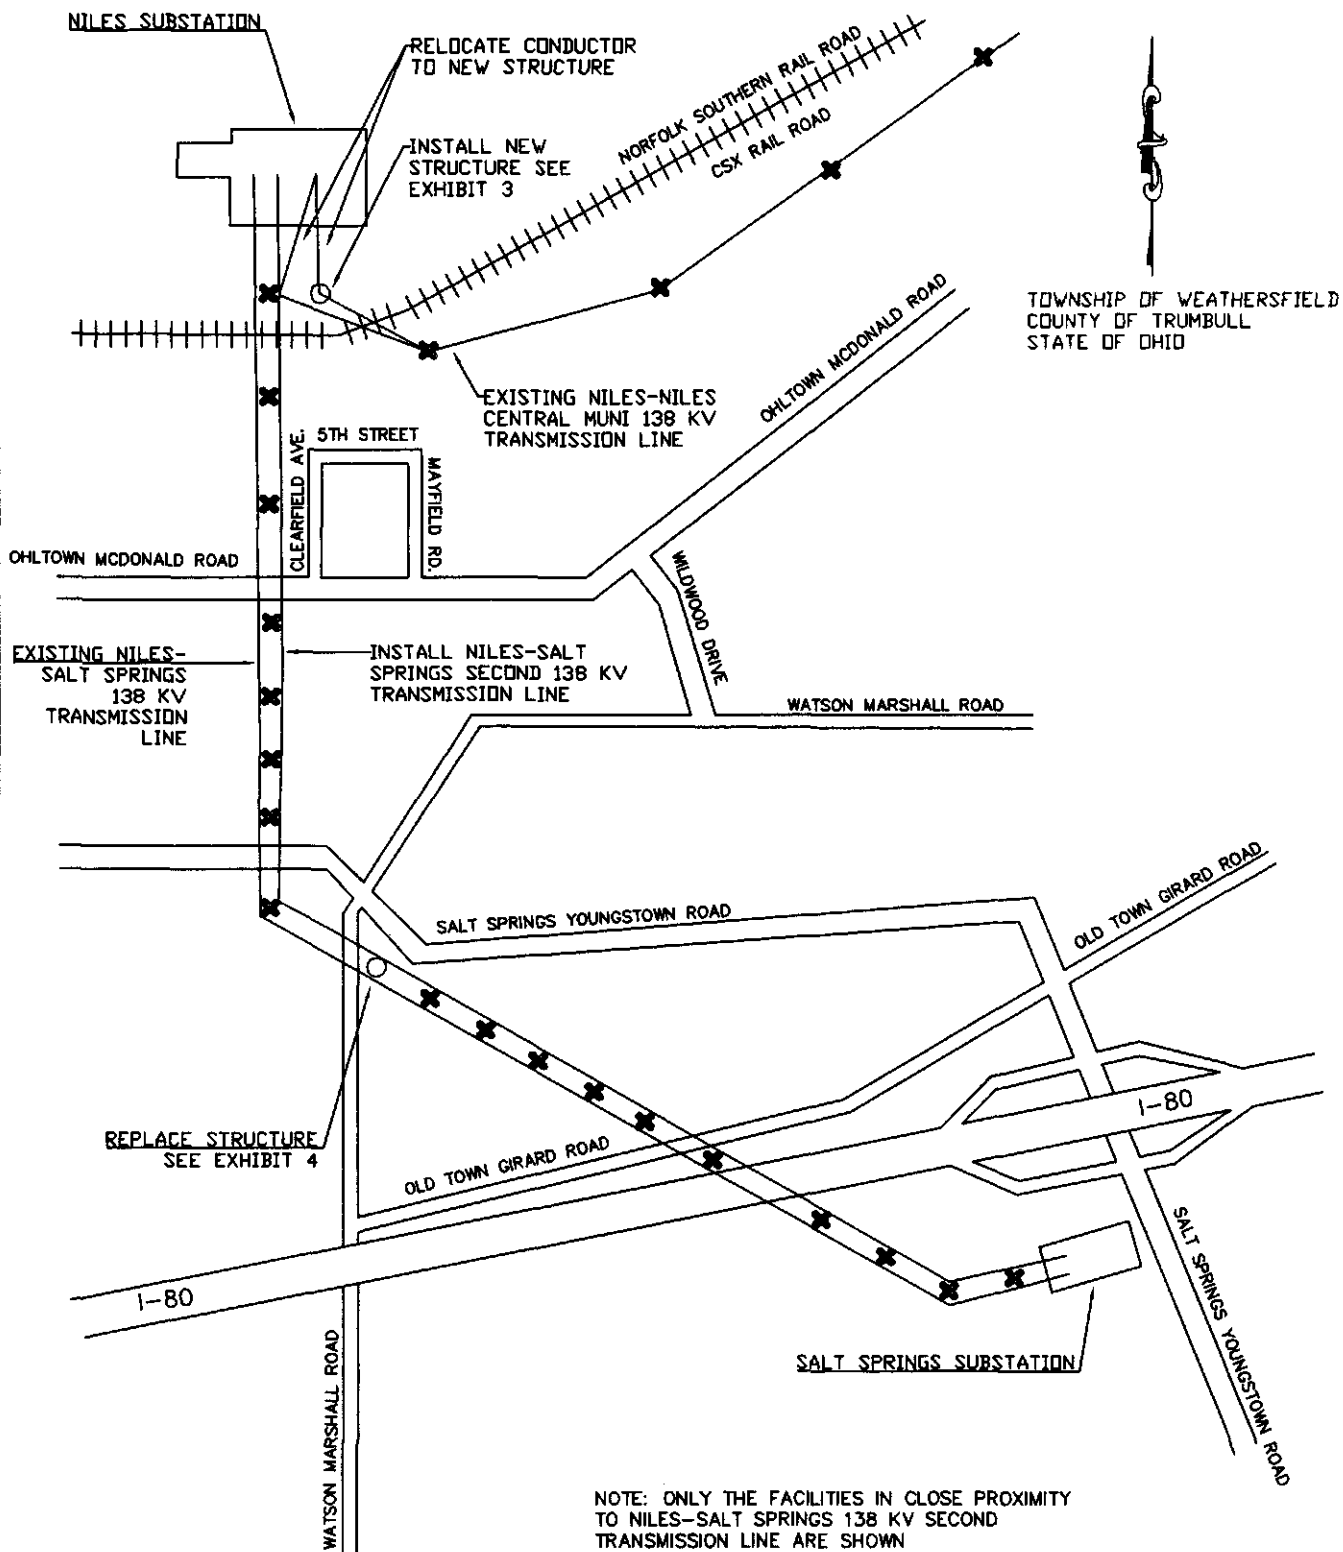 NILES SUBSTATION
RELOCATE CONDUCTOR
TO NEW STRUCTURE
INSTALL NEW
STRUCTURE SEE
EXHIBIT 3
NORFOLK SOUTHERN RAIL ROAD
CSX RAIL ROAD
TOWNSHIP OF WEATHERSFIELD
COUNTY OF TRUMBULL
STATE OF OHIO
OHLTOWN MCDONALD ROAD
EXISTING NILES-NILES
CENTRAL MUNI 138 KV
TRANSMISSION LINE
5TH STREET
CLEARFIELD AVE.
MAYFIELD RD.
OHLTOWN MCDONALD ROAD
WILDWOOD DRIVE
EXISTING NILES-
SALT SPRINGS
138 KV
TRANSMISSION
LINE
INSTALL NILES-SALT
SPRINGS SECOND 138 KV
TRANSMISSION LINE
WATSON MARSHALL ROAD
SALT SPRINGS YOUNGSTOWN ROAD
OLD TOWN GIRARD ROAD
I-80
REPLACE STRUCTURE
SEE EXHIBIT 4
OLD TOWN GIRARD ROAD
I-80
SALT SPRINGS YOUNGSTOWN ROAD
SALT SPRINGS SUBSTATION
WATSON MARSHALL ROAD
NOTE: ONLY THE FACILITIES IN CLOSE PROXIMITY
TO NILES-SALT SPRINGS 138 KV SECOND
TRANSMISSION LINE ARE SHOWN